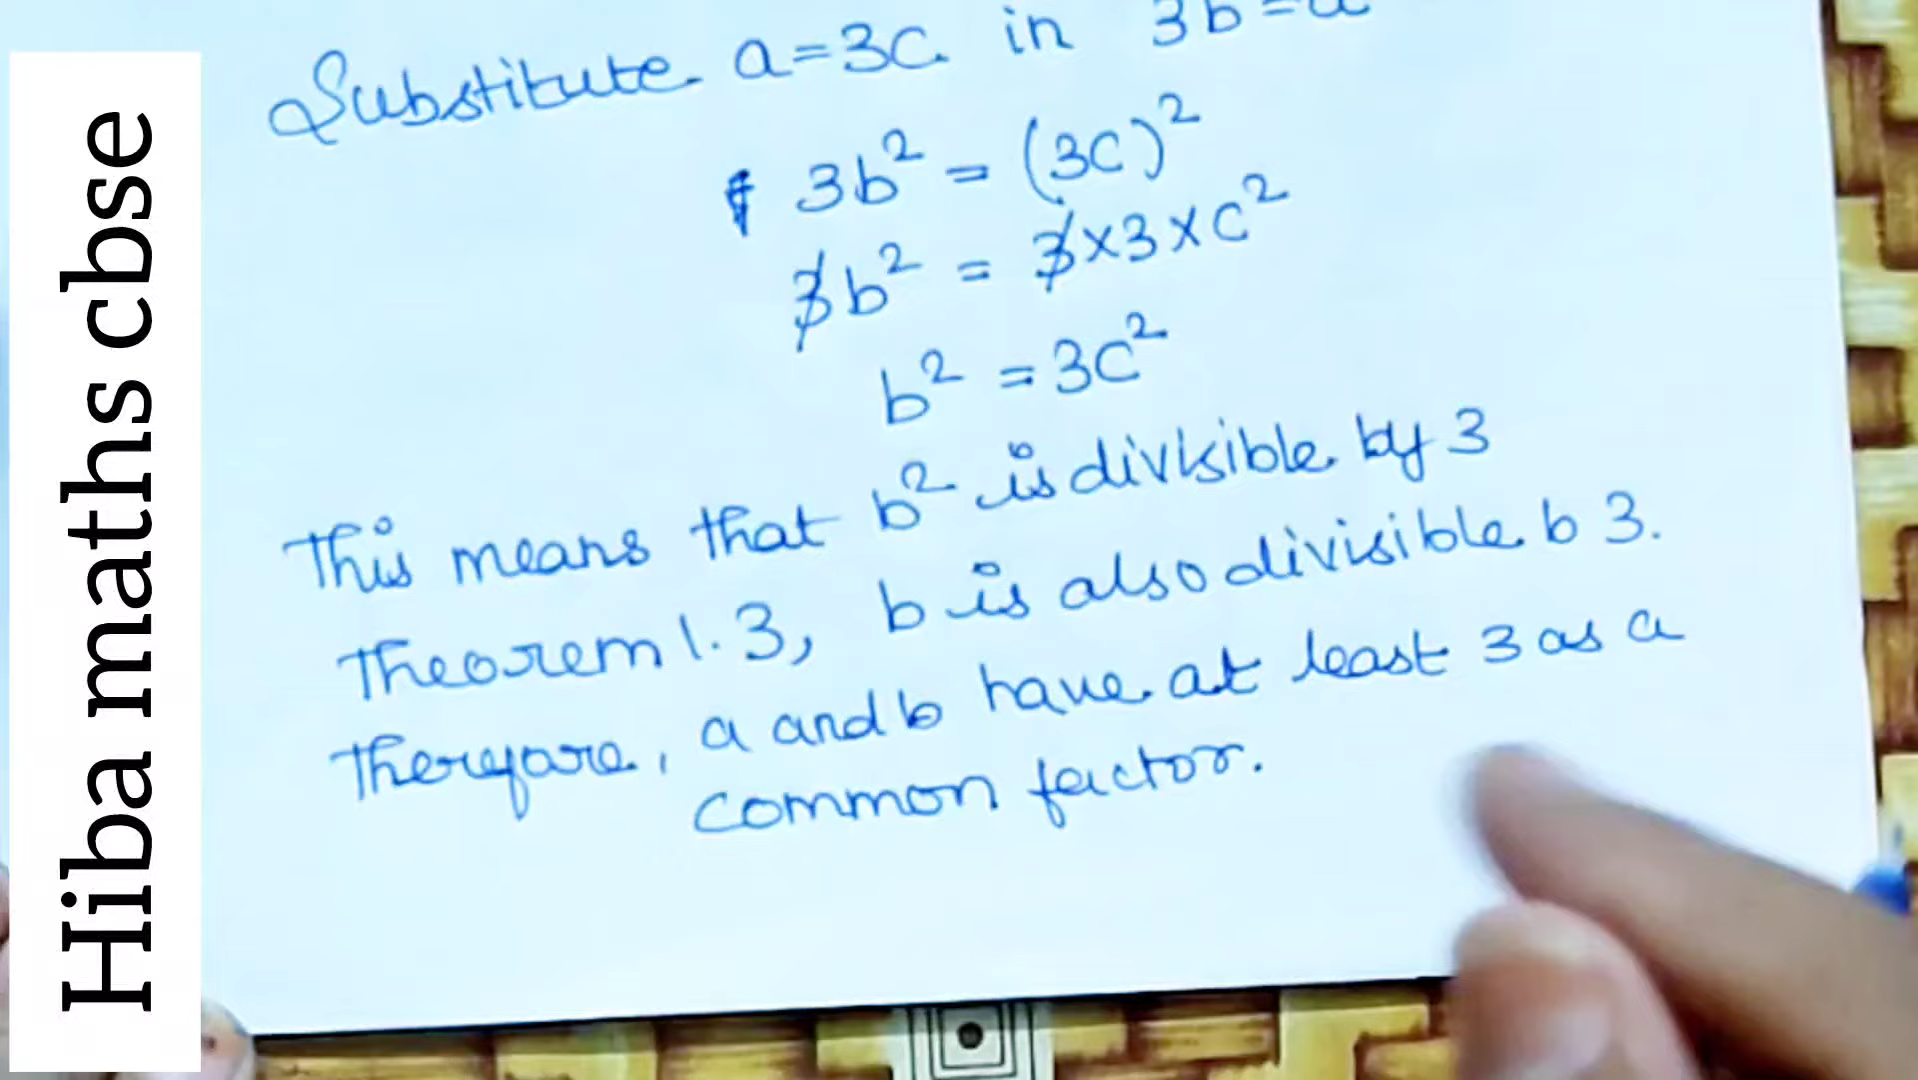 Hiba maths cbse
Substitute a=3c in 3b=a
3b² = (3c)²
3b² = 3×3×c²
b² = 3c²
This means that b² is divisible by 3
Theorem 1.3, b is also divisible b 3.
Therefore, a and b have at least 3 as a
common factor.